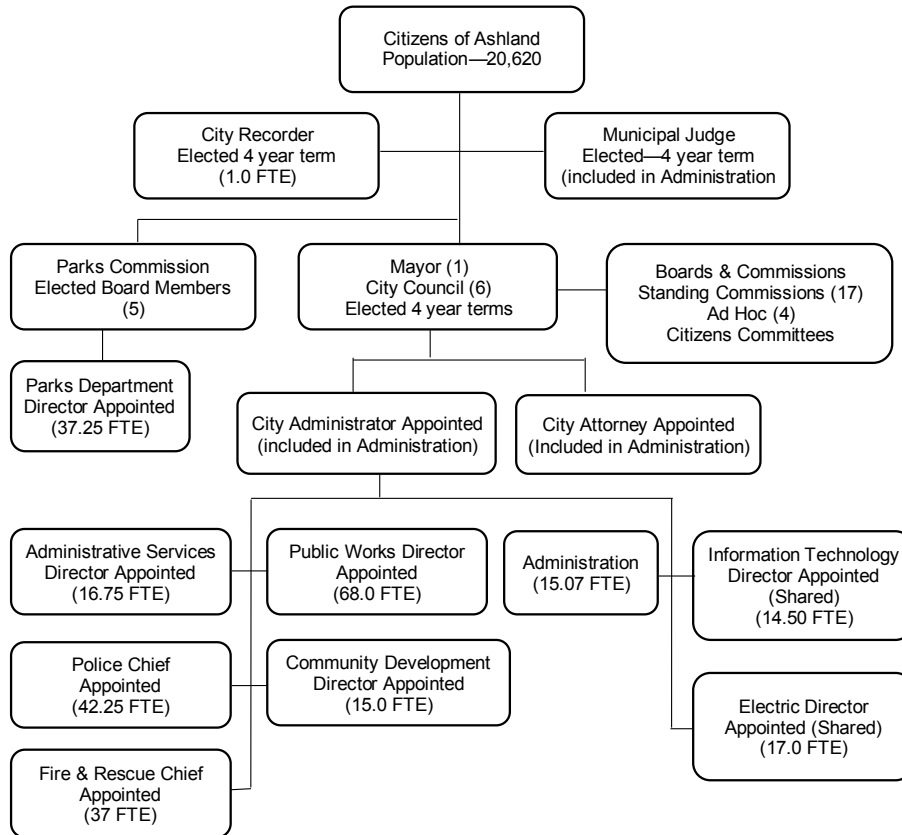 Citizens of Ashland
Population—20,620
City Recorder
Elected 4 year term
(1.0 FTE)
Municipal Judge
Elected—4 year term
(included in Administration
Parks Commission
Elected Board Members
(5)
Mayor (1)
City Council (6)
Elected 4 year terms
Boards & Commissions
Standing Commissions (17)
Ad Hoc (4)
Citizens Committees
Parks Department
Director Appointed
(37.25 FTE)
City Administrator Appointed
(included in Administration)
City Attorney Appointed
(Included in Administration)
Administrative Services
Director Appointed
(16.75 FTE)
Public Works Director
Appointed
(68.0 FTE)
Administration
(15.07 FTE)
Information Technology
Director Appointed
(Shared)
(14.50 FTE)
Police Chief
Appointed
(42.25 FTE)
Community Development
Director Appointed
(15.0 FTE)
Electric Director
Appointed (Shared)
(17.0 FTE)
Fire & Rescue Chief
Appointed
(37 FTE)